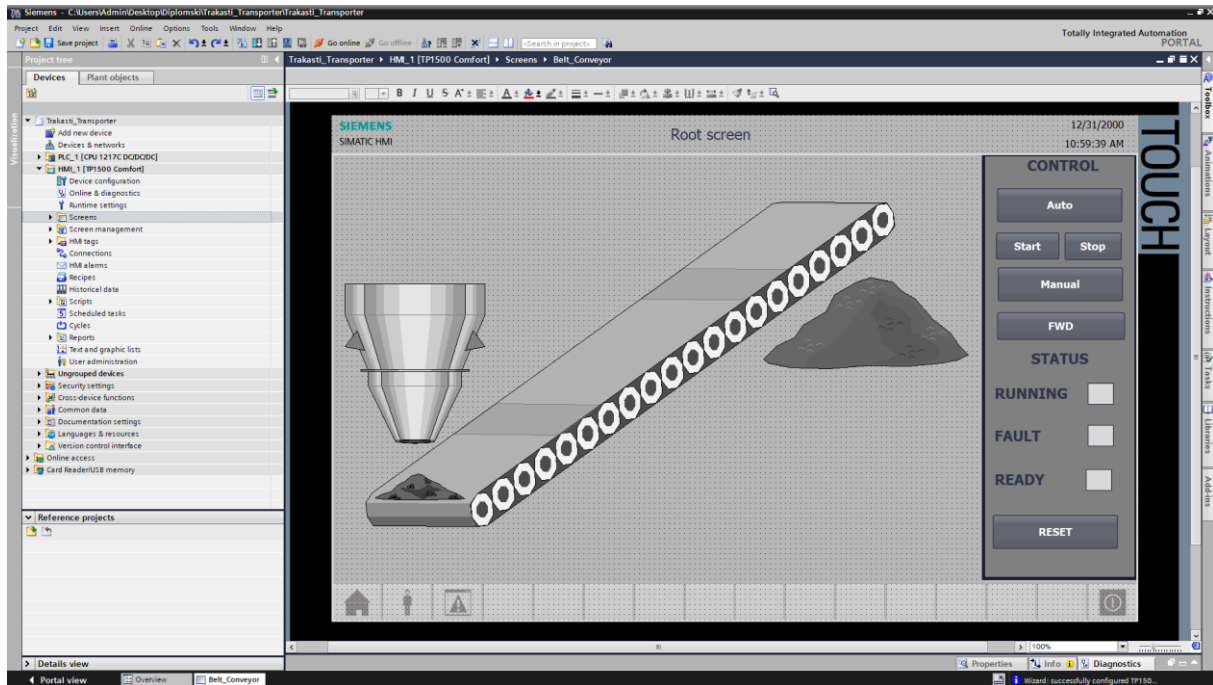 Siemens - C:\Users\Admin\Desktop\Diplomski\Trakasti_Transporter\Trakasti_Transporter
Project Edit View Insert Online Options Tools Window Help
Totally Integrated Automation
PORTAL
Save project
Go online
Go offline
<Search in project>
Project tree
Trakasti_Transporter ▸ HMI_1 [TP1500 Comfort] ▸ Screens ▸ Belt_Conveyor
Devices
Plant objects
B I U S A
Visualization
Trakasti_Transporter
Add new device
Devices & networks
PLC_1 [CPU 1217C DC/DC/DC]
HMI_1 [TP1500 Comfort]
Device configuration
Online & diagnostics
Runtime settings
Screens
Screen management
HMI tags
Connections
HMI alarms
Recipes
Historical data
Scripts
Scheduled tasks
Cycles
Reports
Text and graphic lists
User administration
Ungrouped devices
Security settings
Cross-device functions
Common data
Documentation settings
Languages & resources
Version control interface
Online access
Card Reader/USB memory
Reference projects
Details view
SIEMENS
SIMATIC HMI
Root screen
12/31/2000
10:59:39 AM
TOUCH
CONTROL
Auto
Start
Stop
Manual
FWD
STATUS
RUNNING
FAULT
READY
RESET
Toolbox
Animations
Layout
Instructions
Tasks
Libraries
Add-ins
100%
Properties
Info
Diagnostics
Portal view
Overview
Belt_Conveyor
Wizard: successfully configured TP150...